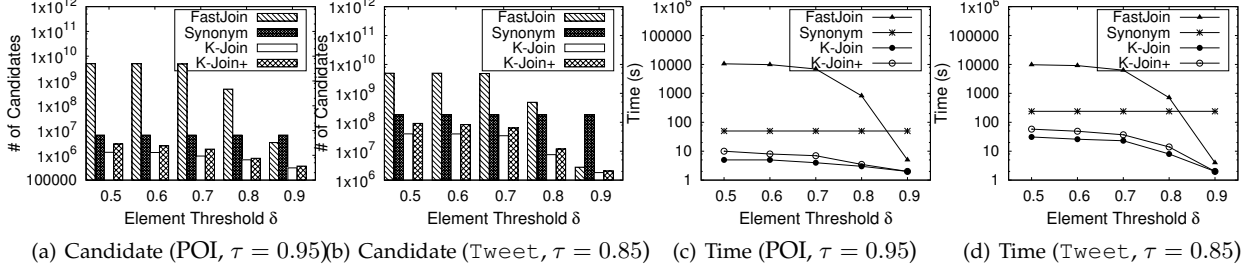 # of Candidates
1x10^12
1x10^11
1x10^10
1x10^9
1x10^8
1x10^7
1x10^6
100000
FastJoin
Synonym
K-Join
K-Join+
0.5 0.6 0.7 0.8 0.9
Element Threshold δ
(a) Candidate (POI, τ = 0.95)
# of Candidates
1x10^12
1x10^11
1x10^10
1x10^9
1x10^8
1x10^7
1x10^6
FastJoin
Synonym
K-Join
K-Join+
0.5 0.6 0.7 0.8 0.9
Element Threshold δ
(b) Candidate (Tweet, τ = 0.85)
Time (s)
1x10^6
100000
10000
1000
100
10
1
FastJoin
Synonym
K-Join
K-Join+
0.5 0.6 0.7 0.8 0.9
Element Threshold δ
(c) Time (POI, τ = 0.95)
Time (s)
1x10^6
100000
10000
1000
100
10
1
FastJoin
Synonym
K-Join
K-Join+
0.5 0.6 0.7 0.8 0.9
Element Threshold δ
(d) Time (Tweet, τ = 0.85)